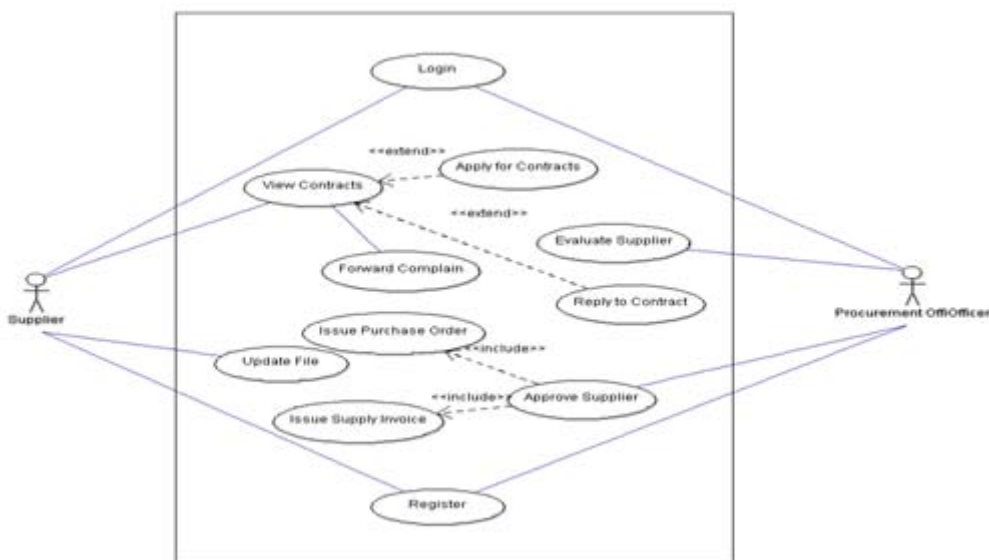 Login
<<extend>>
Apply for Contracts
View Contracts
<<extend>>
Evaluate Supplier
Forward Complain
Reply to Contract
Supplier
Procurement OffiOfficer
Issue Purchase Order
<<include>>
Update File
<<include>>
Approve Supplier
Issue Supply Invoice
Register